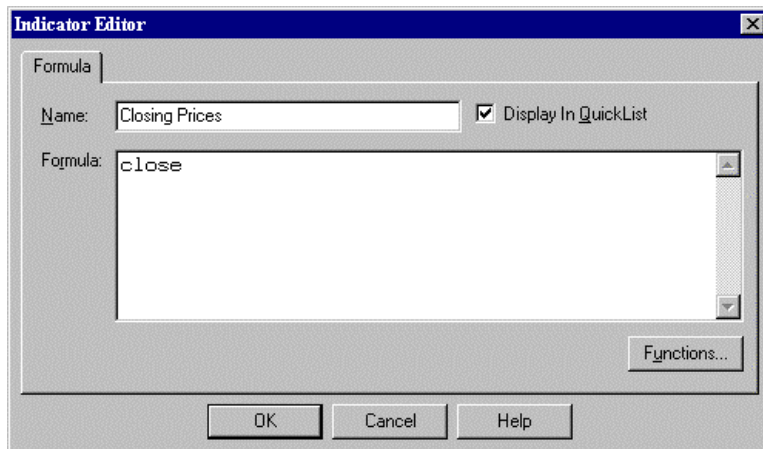 Indicator Editor
Formula
Name: Closing Prices Display In QuickList
Formula: close
Functions...
OK Cancel Help